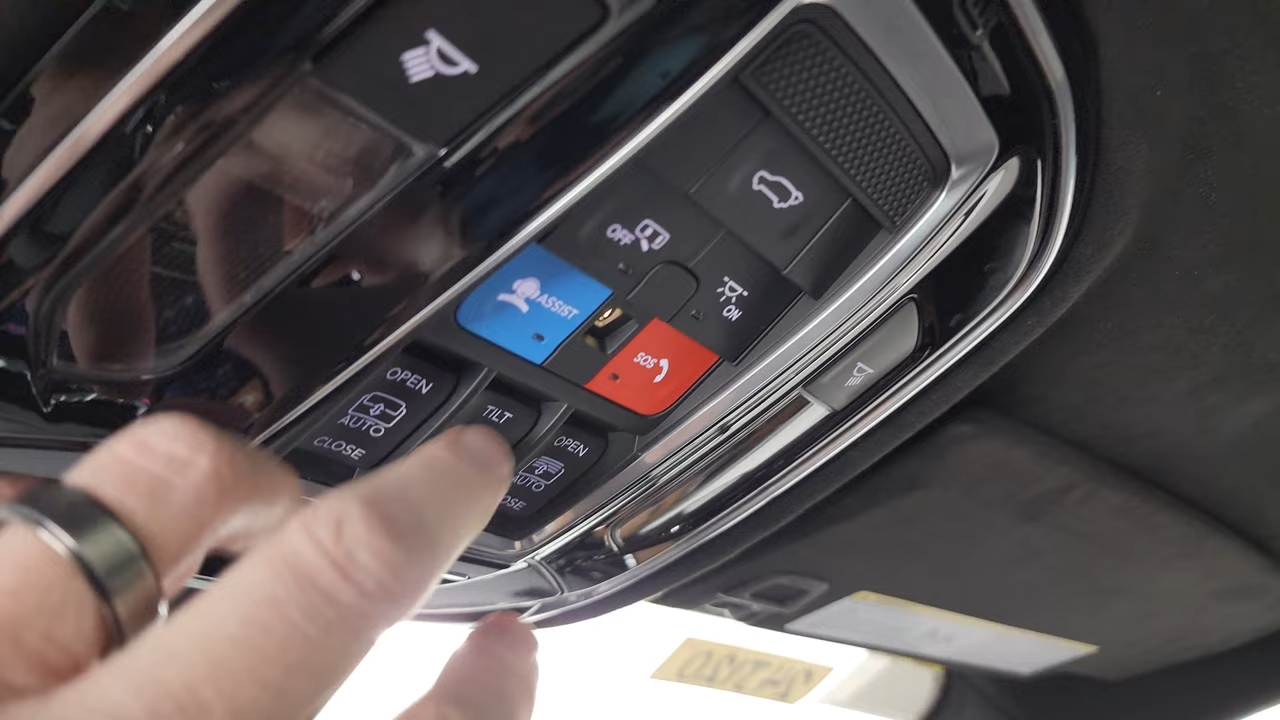 OFF
ON
ASSIST
SOS
OPEN
AUTO
CLOSE
TILT
OPEN
AUTO